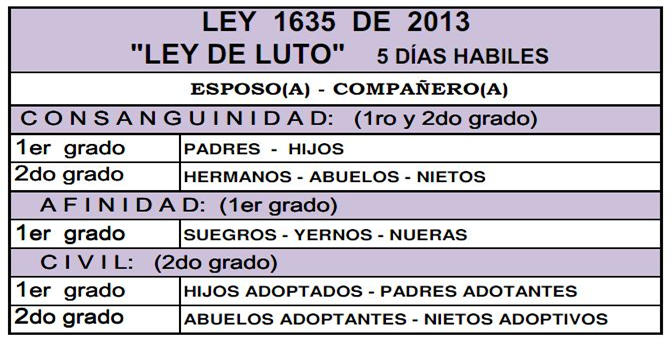 LEY 1635 DE 2013
"LEY DE LUTO" 5 DÍAS HABILES
ESPOSO(A) - COMPAÑERO(A)
CONSANGUINIDAD: (1ro y 2do grado)
1er grado PADRES - HIJOS
2do grado HERMANOS - ABUELOS - NIETOS
AFINIDAD: (1er grado)
1er grado SUEGROS - YERNOS - NUERAS
CIVIL: (2do grado)
1er grado HIJOS ADOPTADOS - PADRES ADOTANTES
2do grado ABUELOS ADOPTANTES - NIETOS ADOPTIVOS